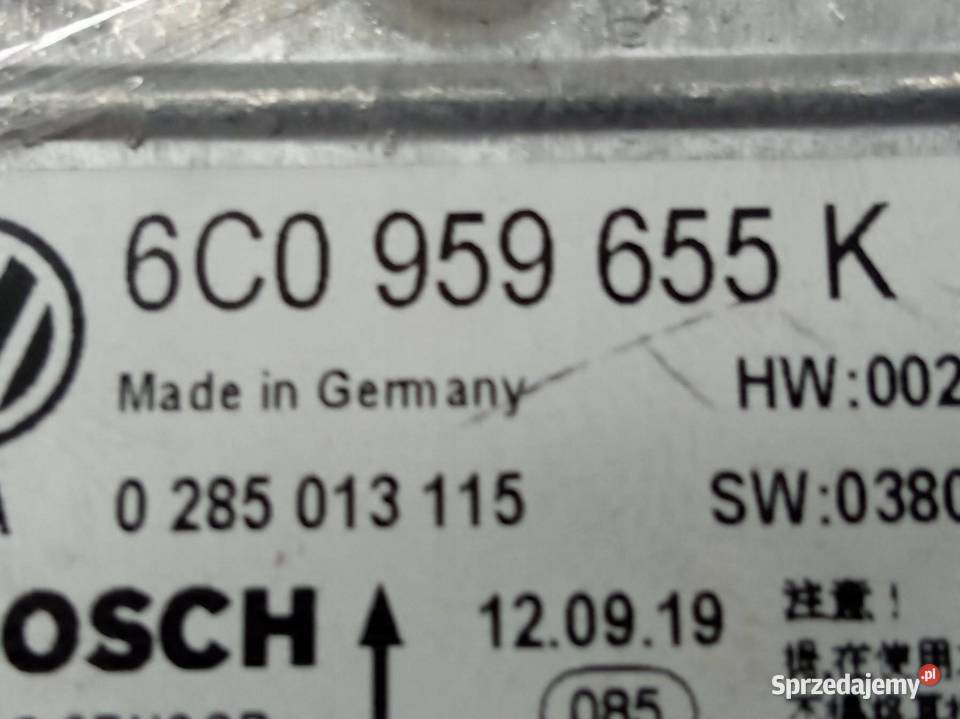 6C0 959 655 K
Made in Germany HW:002
0 285 013 115 SW:0380
OSCH 12.09.19 注意！
085
Sprzedajemy.pl